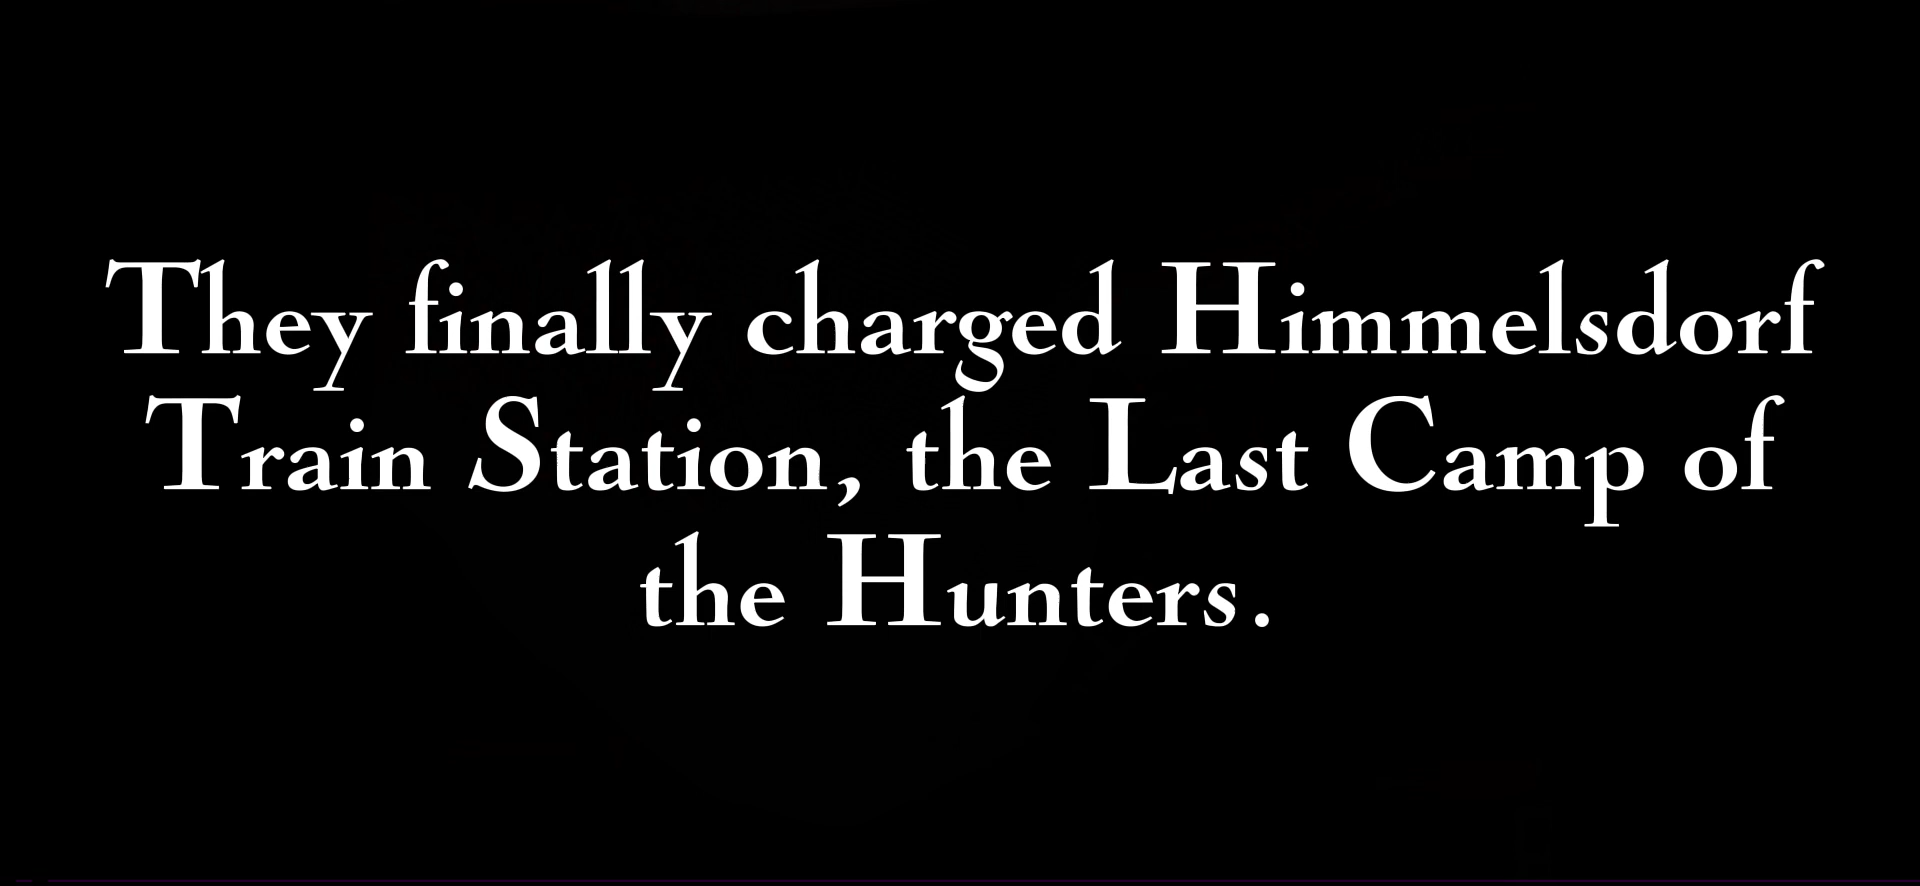 They finally charged Himmelsdorf
Train Station, the Last Camp of
the Hunters.